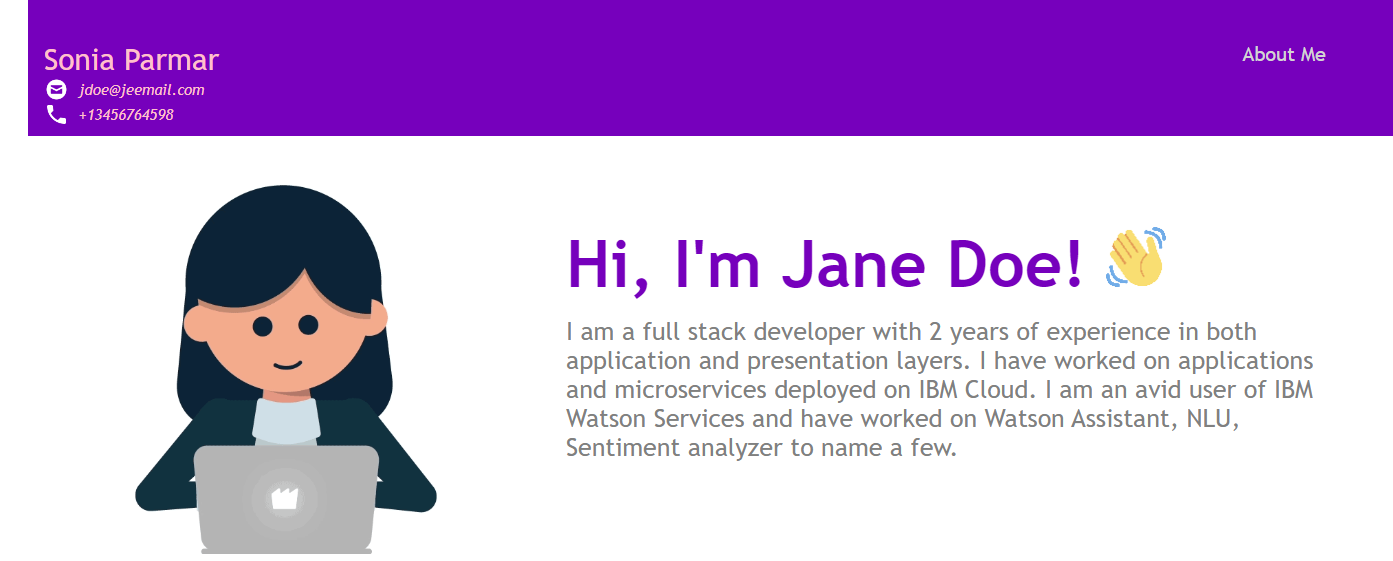 Sonia Parmar
About Me
jdoe@jeemail.com
+13456764598
Hi, I'm Jane Doe!
I am a full stack developer with 2 years of experience in both
application and presentation layers. I have worked on applications
and microservices deployed on IBM Cloud. I am an avid user of IBM
Watson Services and have worked on Watson Assistant, NLU,
Sentiment analyzer to name a few.